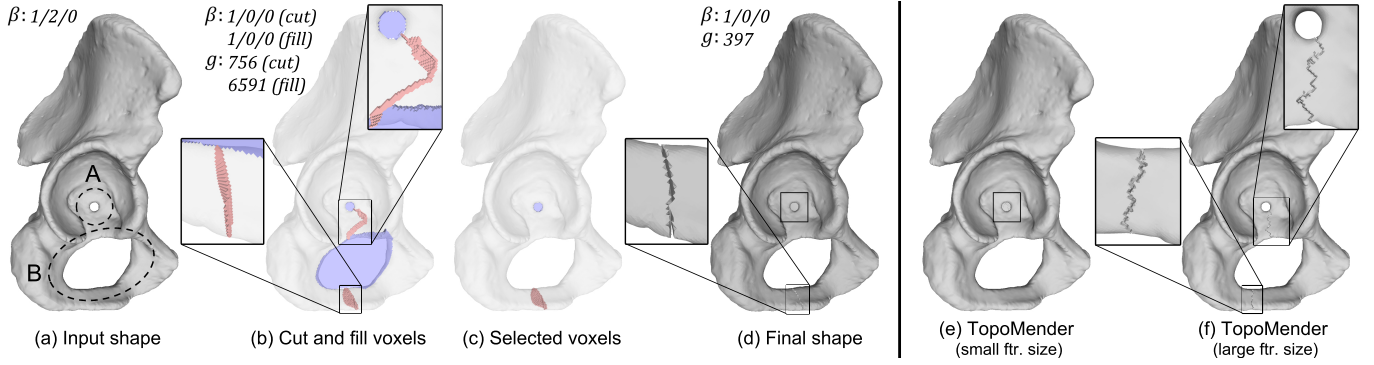 β: 1/2/0
A
B
(a) Input shape
β: 1/0/0 (cut)
1/0/0 (fill)
g: 756 (cut)
6591 (fill)
(b) Cut and fill voxels
(c) Selected voxels
β: 1/0/0
g: 397
(d) Final shape
(e) TopoMender
(small ftr. size)
(f) TopoMender
(large ftr. size)